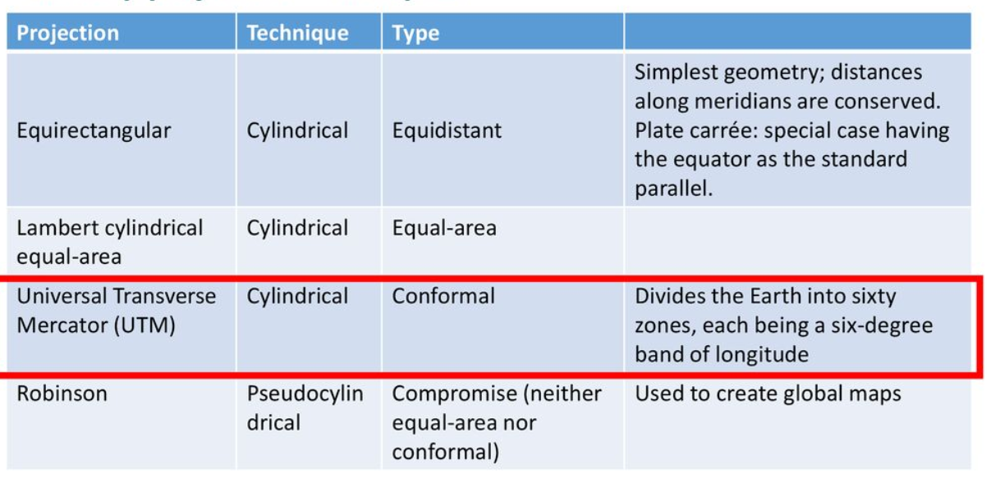 Projection Technique Type
Equirectangular Cylindrical Equidistant
Simplest geometry; distances
along meridians are conserved.
Plate carrée: special case having
the equator as the standard
parallel.
Lambert cylindrical
equal-area
Cylindrical Equal-area
Universal Transverse
Mercator (UTM)
Cylindrical Conformal
Divides the Earth into sixty
zones, each being a six-degree
band of longitude
Robinson
Pseudocylin
drical
Compromise (neither
equal-area nor
conformal)
Used to create global maps